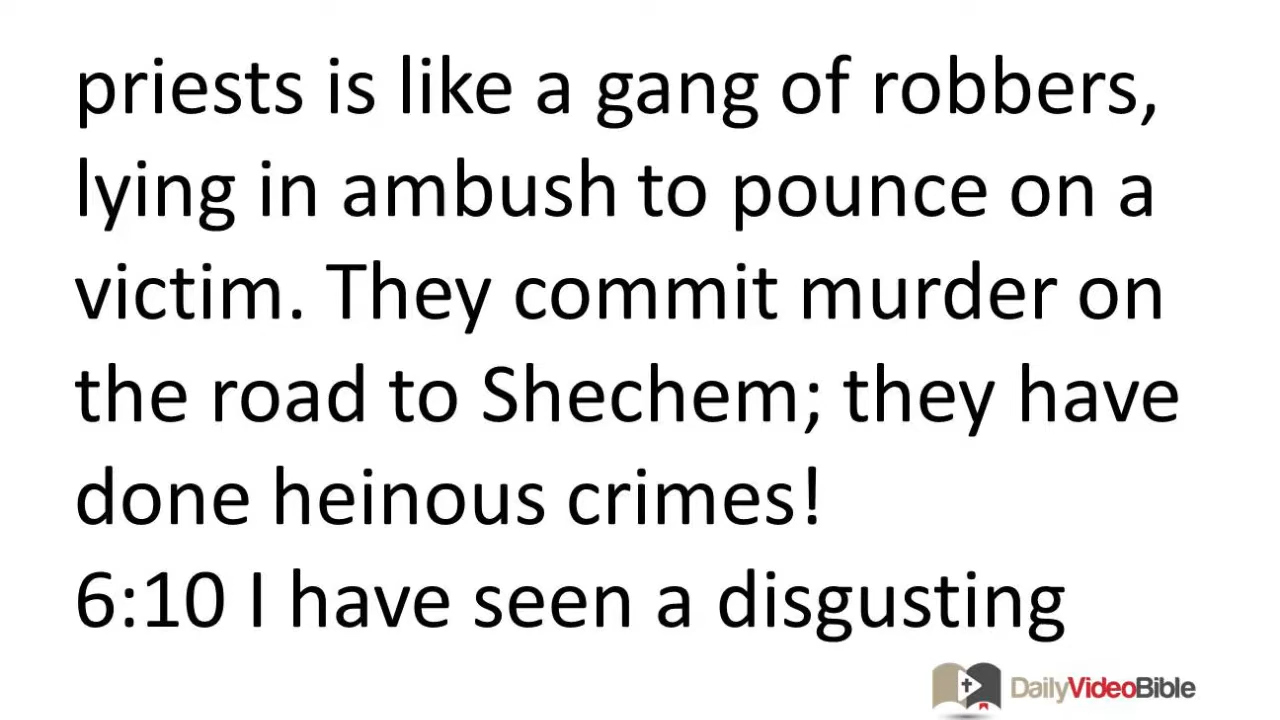 priests is like a gang of robbers,
lying in ambush to pounce on a
victim. They commit murder on
the road to Shechem; they have
done heinous crimes!
6:10 I have seen a disgusting
DailyVideoBible